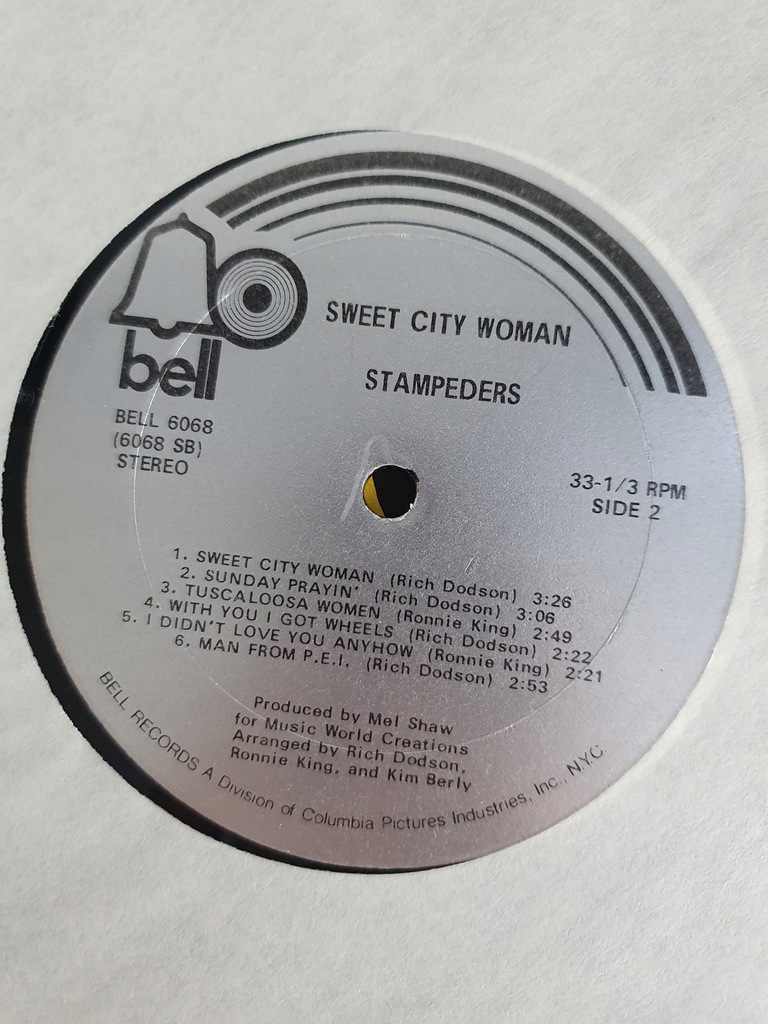 SWEET CITY WOMAN
STAMPEDERS
bell
BELL 6068
(6068 SB)
STEREO
33-1/3 RPM
SIDE 2
1. SWEET CITY WOMAN (Rich Dodson) 3:26
2. SUNDAY PRAYIN' (Rich Dodson) 3:06
3. TUSCALOOSA WOMEN (Ronnie King) 2:49
4. WITH YOU I GOT WHEELS (Rich Dodson) 2:22
5. I DIDN'T LOVE YOU ANYHOW (Ronnie King) 2:21
6. MAN FROM P.E.I. (Rich Dodson) 2:53
Produced by Mel Shaw
for Music World Creations
Arranged by Rich Dodson,
Ronnie King, and Kim Berly
BELL RECORDS A Division of Columbia Pictures Industries, Inc., N.Y.C.